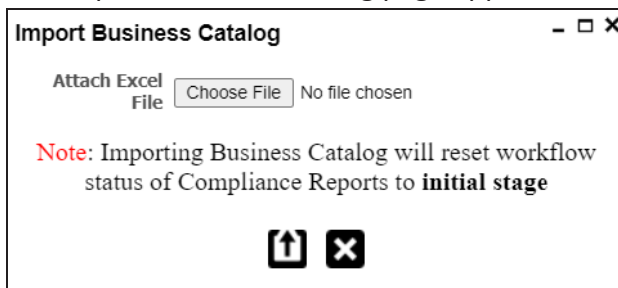 Import Business Catalog
Attach Excel
File Choose File No file chosen
Note: Importing Business Catalog will reset workflow
status of Compliance Reports to initial stage